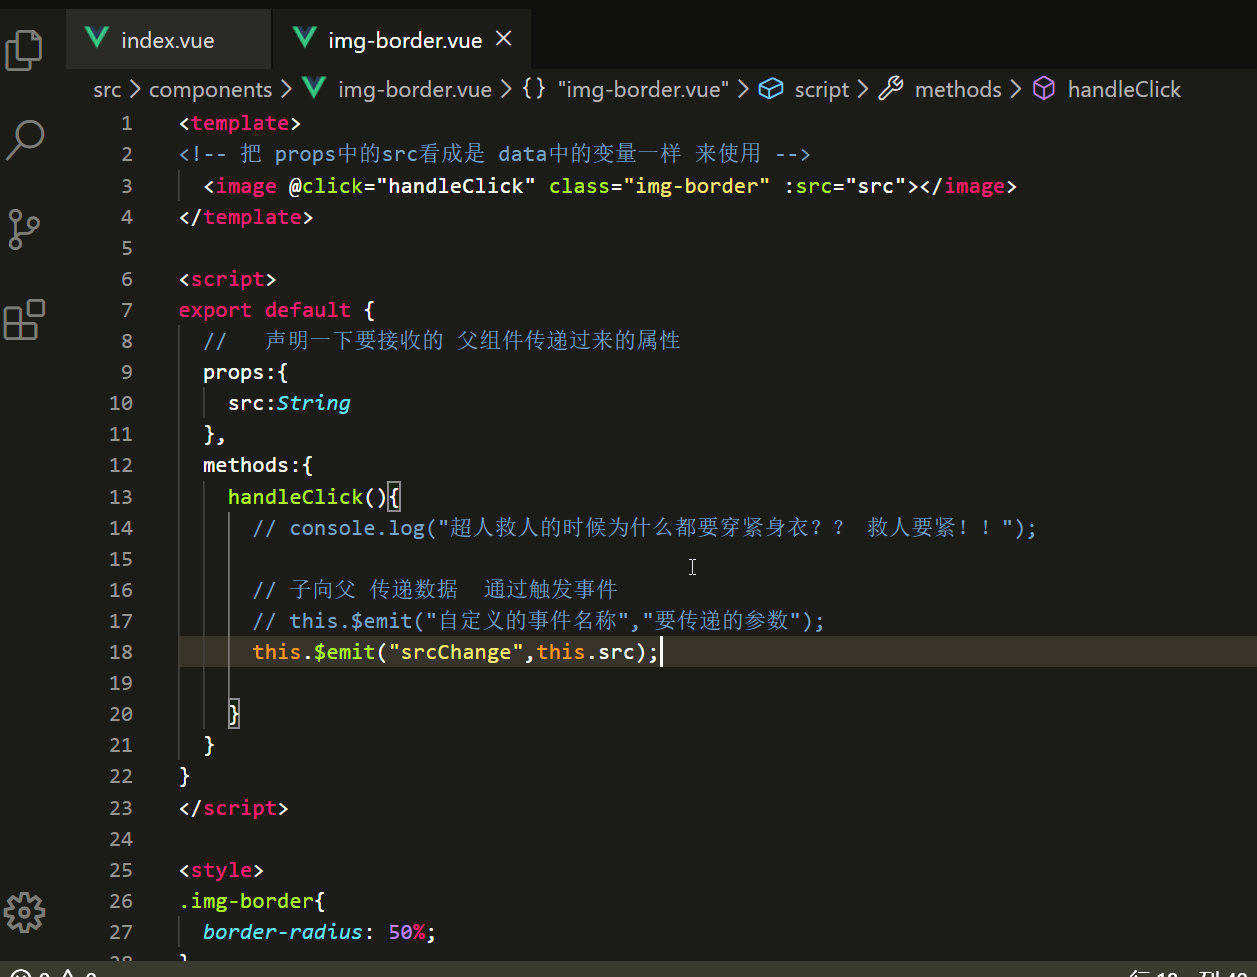 index.vue
img-border.vue
src > components > img-border.vue > {} "img-border.vue" > script > methods > handleClick
1 <template>
2 <!-- 把 props中的src看成是 data中的变量一样 来使用 -->
3 <image @click="handleClick" class="img-border" :src="src"></image>
4 </template>
5
6 <script>
7 export default {
8 // 声明一下要接收的 父组件传递过来的属性
9 props:{
10 src:String
11 },
12 methods:{
13 handleClick(){
14 // console.log("超人救人的时候为什么都要穿紧身衣？？ 救人要紧！！");
15
16 // 子向父 传递数据 通过触发事件
17 // this.$emit("自定义的事件名称","要传递的参数");
18 this.$emit("srcChange",this.src);
19
20 }
21 }
22 }
23 </script>
24
25 <style>
26 .img-border{
27 border-radius: 50%;